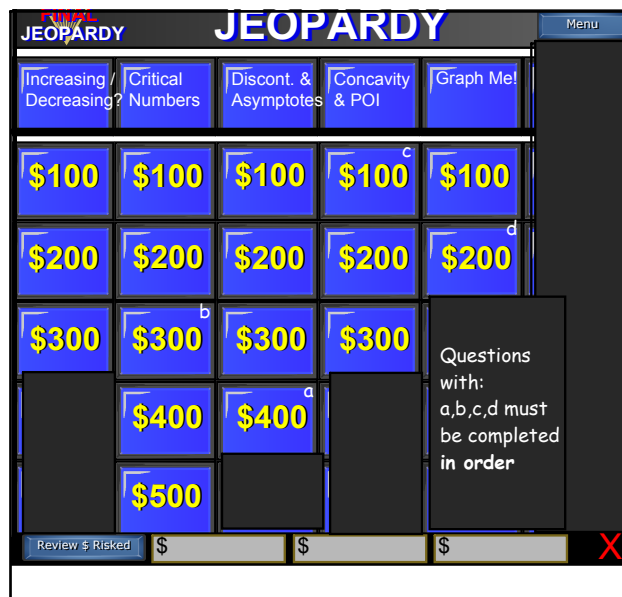 FINAL
JEOPARDY
JEOPARDY
Menu
Increasing /
Decreasing?
Critical
Numbers
Discont. &
Asymptotes
Concavity
& POI
Graph Me!
$100
$100
$100
$100 c
$100
$200
$200
$200
$200
$200 d
$300
$300 b
$300
$300
$400
$400 a
$500
Questions
with:
a,b,c,d must
be completed
in order
Review $ Risked
$
$
$
X